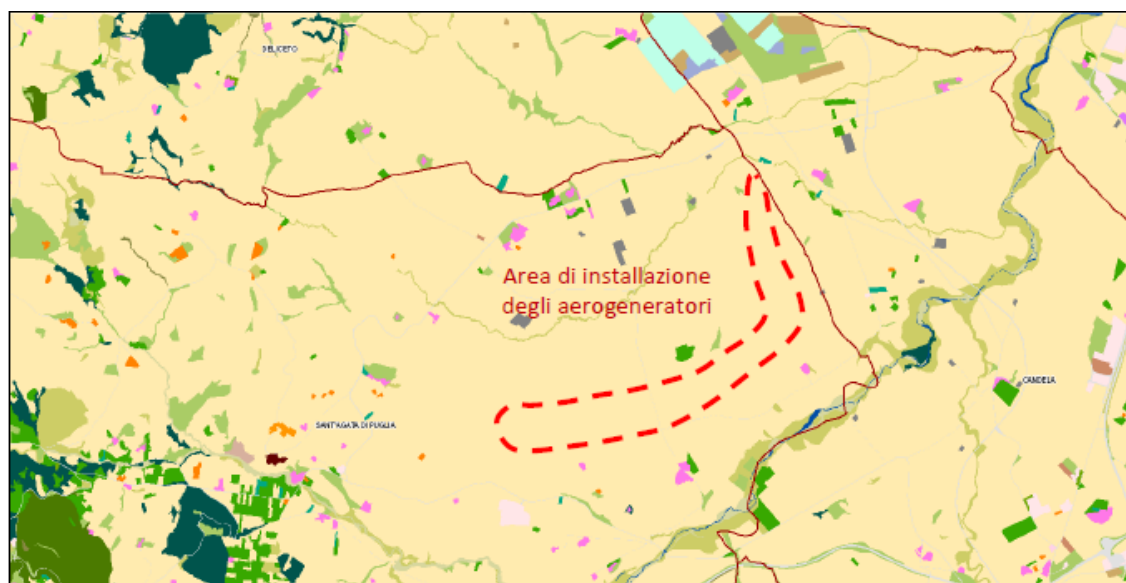 DELICETO
Area di installazione
degli aerogeneratori
CANDELA
SANT'AGATA DI PUGLIA